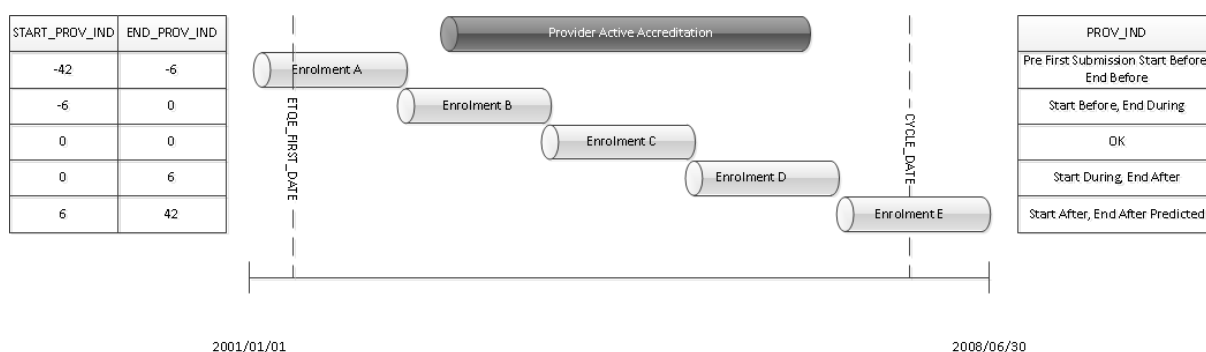 START_PROV_IND END_PROV_IND
Provider Active Accreditation
PROV_IND
-42 -6
Enrolment A
Pre First Submission Start Before
End Before
-6 0
Enrolment B
Start Before, End During
0 0
Enrolment C
OK
0 6
Enrolment D
Start During, End After
6 42
Enrolment E
Start After, End After Predicted
ETQE_FIRST_DATE
CYCLE_DATE
2001/01/01
2008/06/30